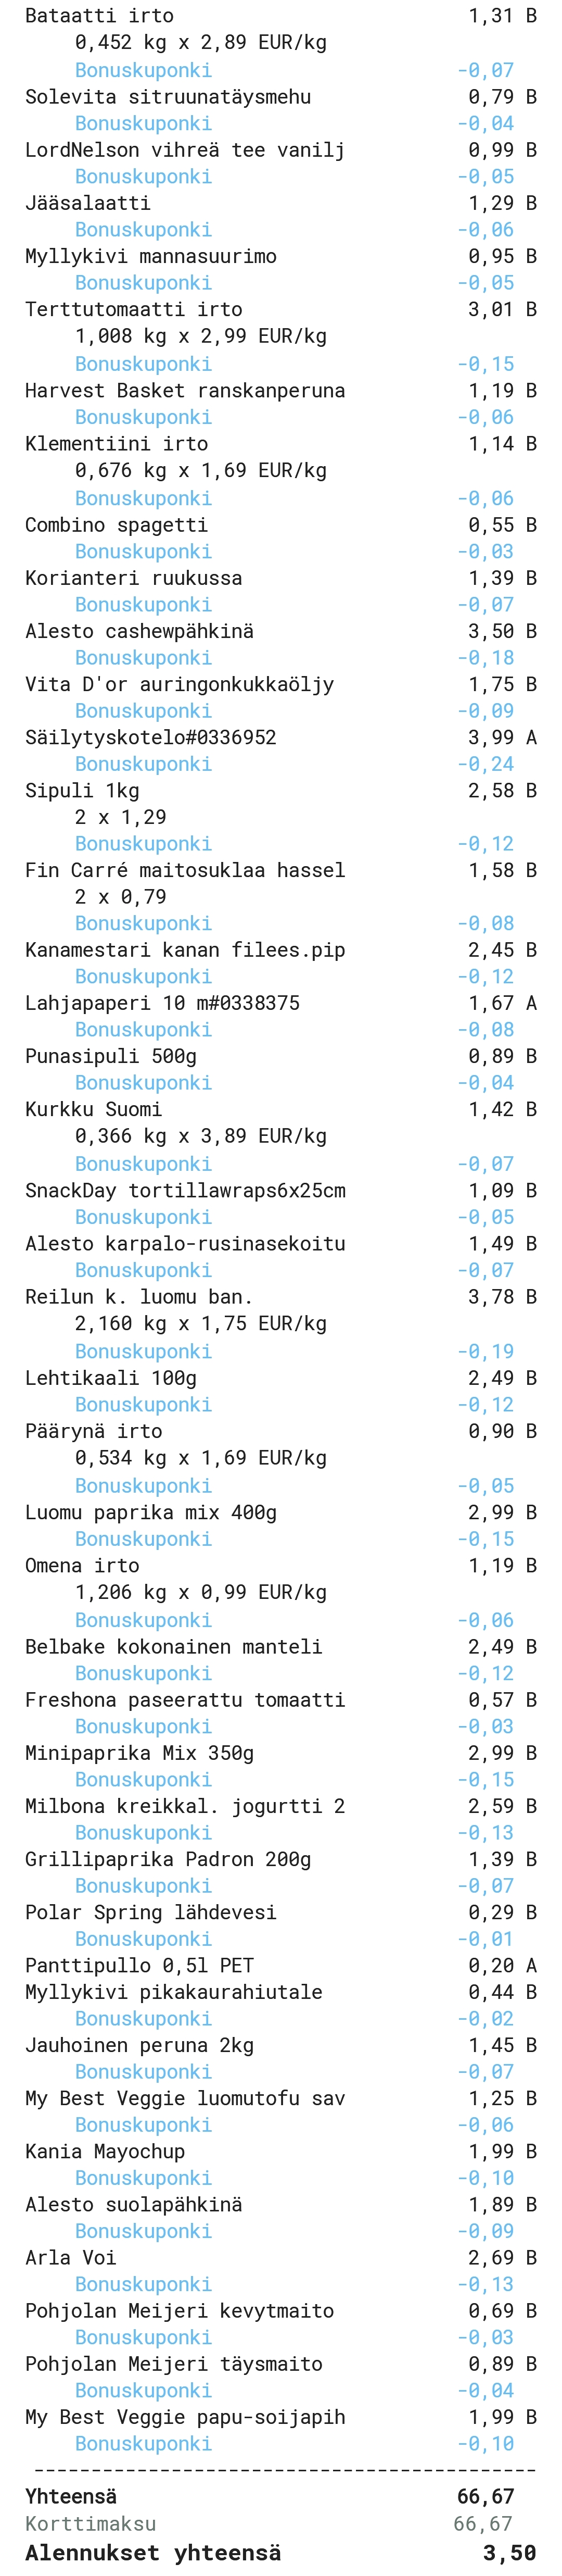 Bataatti irto 1,31 B
0,452 kg x 2,89 EUR/kg
Bonuskuponki -0,07
Solevita sitruunatäysmehu 0,79 B
Bonuskuponki -0,04
LordNelson vihreä tee vanilj 0,99 B
Bonuskuponki -0,05
Jääsalaatti 1,29 B
Bonuskuponki -0,06
Myllykivi mannasuurimo 0,95 B
Bonuskuponki -0,05
Terttutomaatti irto 3,01 B
1,008 kg x 2,99 EUR/kg
Bonuskuponki -0,15
Harvest Basket ranskanperuna 1,19 B
Bonuskuponki -0,06
Klementiini irto 1,14 B
0,676 kg x 1,69 EUR/kg
Bonuskuponki -0,06
Combino spagetti 0,55 B
Bonuskuponki -0,03
Korianteri ruukussa 1,39 B
Bonuskuponki -0,07
Alesto cashewpähkinä 3,50 B
Bonuskuponki -0,18
Vita D'or auringonkukkaöljy 1,75 B
Bonuskuponki -0,09
Säilytyskotelo#0336952 3,99 A
Bonuskuponki -0,24
Sipuli 1kg 2,58 B
2 x 1,29
Bonuskuponki -0,12
Fin Carré maitosuklaa hassel 1,58 B
2 x 0,79
Bonuskuponki -0,08
Kanamestari kanan filees.pip 2,45 B
Bonuskuponki -0,12
Lahjapaperi 10 m#0338375 1,67 A
Bonuskuponki -0,08
Punasipuli 500g 0,89 B
Bonuskuponki -0,04
Kurkku Suomi 1,42 B
0,366 kg x 3,89 EUR/kg
Bonuskuponki -0,07
SnackDay tortillawraps6x25cm 1,09 B
Bonuskuponki -0,05
Alesto karpalo-rusinasekoitu 1,49 B
Bonuskuponki -0,07
Reilun k. luomu ban. 3,78 B
2,160 kg x 1,75 EUR/kg
Bonuskuponki -0,19
Lehtikaali 100g 2,49 B
Bonuskuponki -0,12
Päärynä irto 0,90 B
0,534 kg x 1,69 EUR/kg
Bonuskuponki -0,05
Luomu paprika mix 400g 2,99 B
Bonuskuponki -0,15
Omena irto 1,19 B
1,206 kg x 0,99 EUR/kg
Bonuskuponki -0,06
Belbake kokonainen manteli 2,49 B
Bonuskuponki -0,12
Freshona paseerattu tomaatti 0,57 B
Bonuskuponki -0,03
Minipaprika Mix 350g 2,99 B
Bonuskuponki -0,15
Milbona kreikkal. jogurtti 2 2,59 B
Bonuskuponki -0,13
Grillipaprika Padron 200g 1,39 B
Bonuskuponki -0,07
Polar Spring lähdevesi 0,29 B
Bonuskuponki -0,01
Panttipullo 0,5l PET 0,20 A
Myllykivi pikakaurahiutale 0,44 B
Bonuskuponki -0,02
Jauhoinen peruna 2kg 1,45 B
Bonuskuponki -0,07
My Best Veggie luomutofu sav 1,25 B
Bonuskuponki -0,06
Kania Mayochup 1,99 B
Bonuskuponki -0,10
Alesto suolapähkinä 1,89 B
Bonuskuponki -0,09
Arla Voi 2,69 B
Bonuskuponki -0,13
Pohjolan Meijeri kevytmaito 0,69 B
Bonuskuponki -0,03
Pohjolan Meijeri täysmaito 0,89 B
Bonuskuponki -0,04
My Best Veggie papu-soijapih 1,99 B
Bonuskuponki -0,10
--------------------------------------------
Yhteensä 66,67
Korttimaksu 66,67
Alennukset yhteensä 3,50